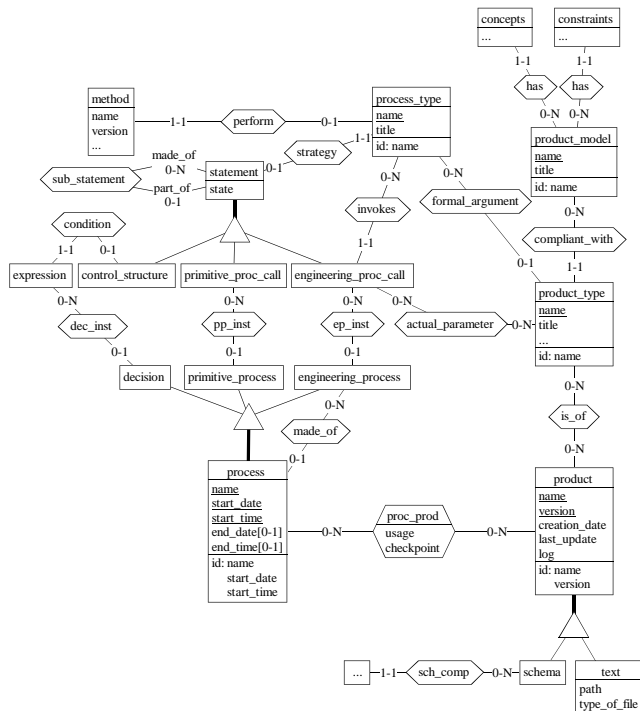 concepts
...
constraints
...
1-1
1-1
has
has
0-N
0-N
method
name
version
...
1-1
perform
0-1
process_type
name
title
id: name
product_model
name
title
id: name
strategy
1-1
0-1
made_of
0-N
sub_statement
part_of
0-1
statement
state
0-N
invokes
1-1
0-N
formal_argument
0-1
0-N
compliant_with
1-1
condition
1-1
0-1
expression
control_structure
primitive_proc_call
engineering_proc_call
product_type
name
title
...
id: name
0-N
dec_inst
0-1
0-N
pp_inst
0-1
0-N
ep_inst
0-1
0-N
actual_parameter
0-N
decision
primitive_process
engineering_process
0-N
made_of
0-1
0-N
is_of
0-N
process
name
start_date
start_time
end_date[0-1]
end_time[0-1]
id: name
start_date
start_time
0-N
proc_prod
usage
checkpoint
0-N
product
name
version
creation_date
last_update
log
id: name
version
...
1-1
sch_comp
0-N
schema
text
path
type_of_file